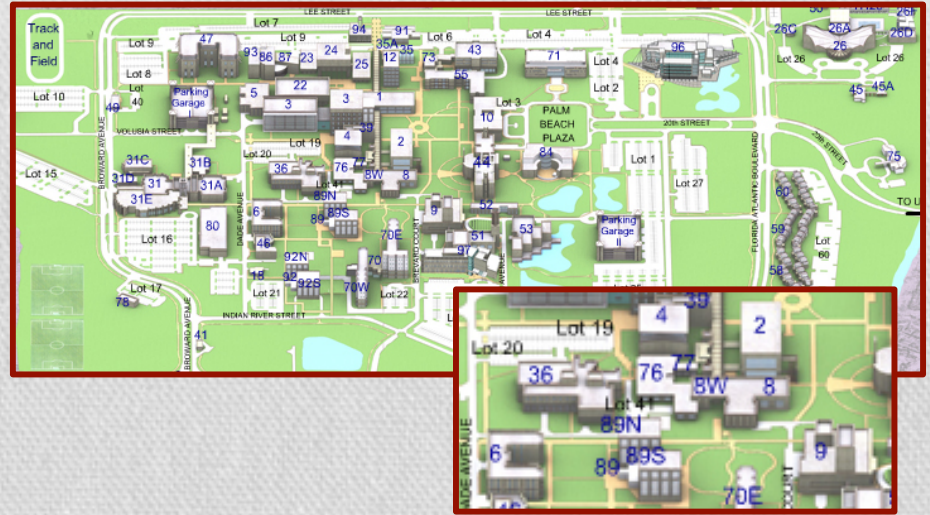 LEE STREET
LEE STREET
Track
and
Field
Lot 7
Lot 9
47
93
86
87
23
24
Lot 9
94
91
35A
35
12
25
73
Lot 6
43
Lot 4
71
Lot 4
96
26C
26A
26F
26
26D
Lot 26
Lot 26
Lot 8
Lot 10
Lot
40
49
Parking
Garage
5
22
3
3
1
55
Lot 3
Lot 2
10
PALM
BEACH
PLAZA
45
45A
VOLUSIA STREET
BROWARD AVENUE
20th STREET
Lot 19
4
39
2
44
84
Lot 1
Lot 27
FLORIDA ATLANTIC BOULEVARD
75
TO U
Lot 15
31C
31B
31D
31
31A
31E
Lot 20
36
76
77
8W
8
Lot 41
89N
89
89S
DADE AVENUE
6
46
80
Lot 16
9
52
51
53
97
70E
70
70W
BREVARD COURT
AVENUE
Parking
Garage
II
60
59
58
Lot
60
18
92N
92
92S
Lot 21
Lot 22
Lot 17
78
INDIAN RIVER STREET
BROWARD AVENUE
41
39
4
2
Lot 19
Lot 20
36
76
77
8W
8
Lot 41
89N
6
89
89S
9
70E
ADE AVENUE
COURT